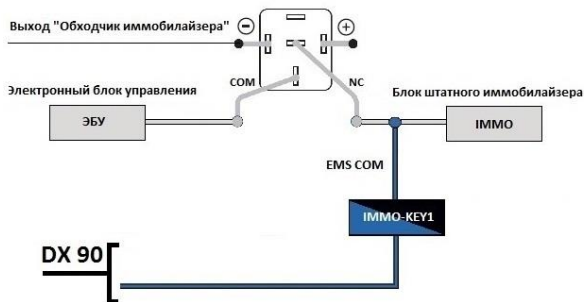 Выход "Обходчик иммобилайзера"
COM
NC
Электронный блок управления
Блок штатного иммобилайзера
ЭБУ
IMMO
EMS COM
IMMO-KEY1
DX 90